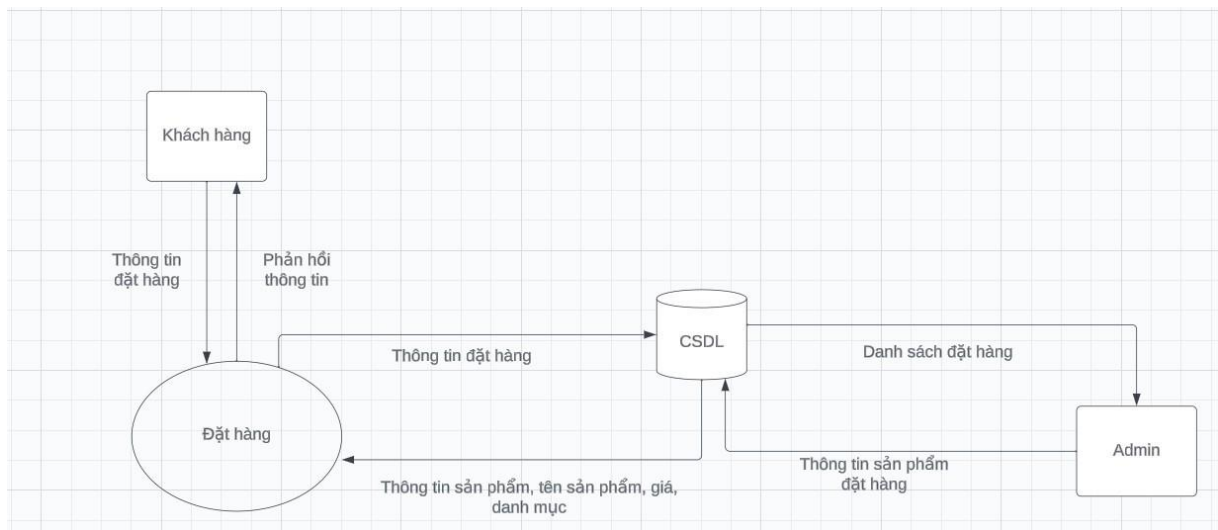 Khách hàng
Thông tin
đặt hàng
Phản hồi
thông tin
Thông tin đặt hàng
CSDL
Danh sách đặt hàng
Đặt hàng
Thông tin sản phẩm, tên sản phẩm, giá,
danh mục
Thông tin sản phẩm
đặt hàng
Admin